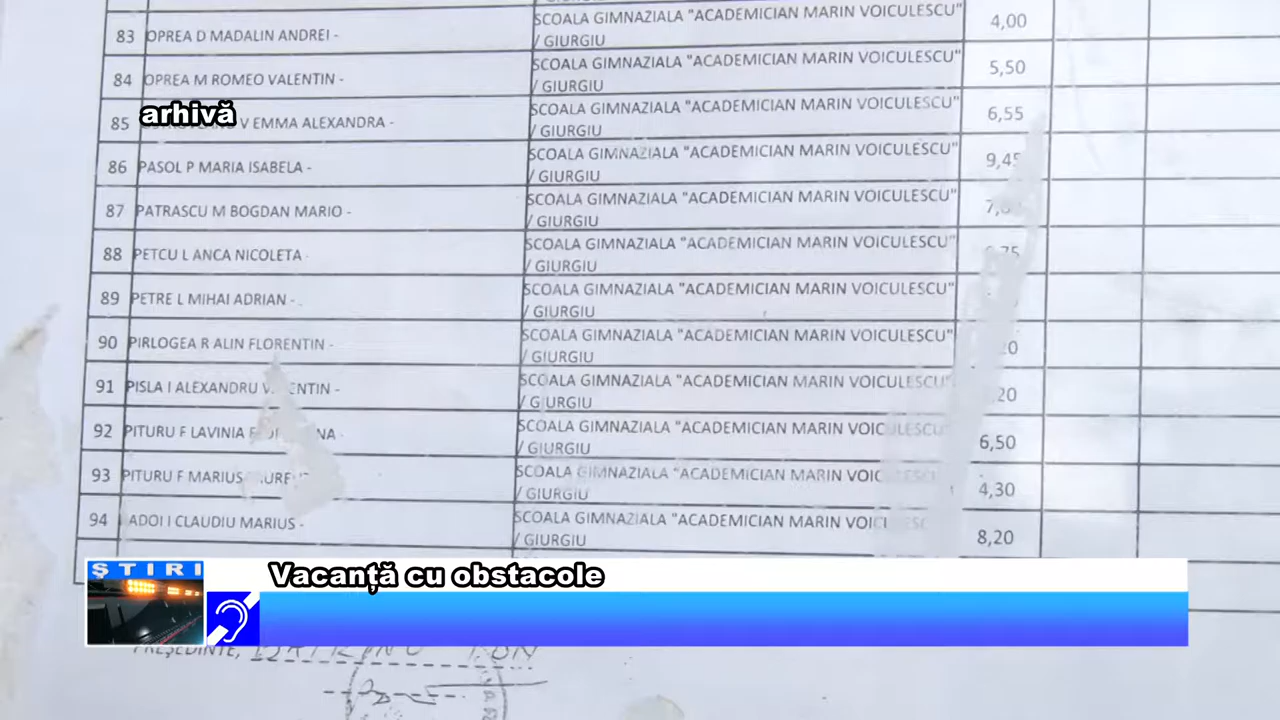 SCOALA GIMNAZIALA "ACADEMICIAN MARIN VOICULESCU"
83 OPREA D MADALIN ANDREI - 4,00
/ GIURGIU
SCOALA GIMNAZIALA "ACADEMICIAN MARIN VOICULESCU"
84 OPREA M ROMEO VALENTIN - 5,50
/ GIURGIU
arhivă
SCOALA GIMNAZIALA "ACADEMICIAN MARIN VOICULESCU"
85 V EMMA ALEXANDRA - 6,55
/ GIURGIU
SCOALA GIMNAZIALA "ACADEMICIAN MARIN VOICULESCU"
86 PASOL P MARIA ISABELA - 9,45
/ GIURGIU
SCOALA GIMNAZIALA "ACADEMICIAN MARIN VOICULESCU"
87 PATRASCU M BOGDAN MARIO -
/ GIURGIU
SCOALA GIMNAZIALA "ACADEMICIAN MARIN VOICULESCU"
88 PETCU L ANCA NICOLETA -
/ GIURGIU
SCOALA GIMNAZIALA "ACADEMICIAN MARIN VOICULESCU"
89 PETRE L MIHAI ADRIAN -
/ GIURGIU
SCOALA GIMNAZIALA "ACADEMICIAN MARIN VOICULESCU"
90 PIRLOGEA R ALIN FLORENTIN -
/ GIURGIU
SCOALA GIMNAZIALA "ACADEMICIAN MARIN VOICULESCU"
91 PISLA I ALEXANDRU -
/ GIURGIU
SCOALA GIMNAZIALA "ACADEMICIAN MARIN VOICULESCU"
92 PITURU F LAVINIA - 6,50
/ GIURGIU
SCOALA GIMNAZIALA "ACADEMICIAN MARIN
93 PITURU F MARIUS 4,30
/ GIURGIU
SCOALA GIMNAZIALA "ACADEMICIAN MARIN
94 I CLAUDIU MARIUS - 8,20
/ GIURGIU
ŞTIRI
Vacanță cu obstacole
PREŞEDINTE,